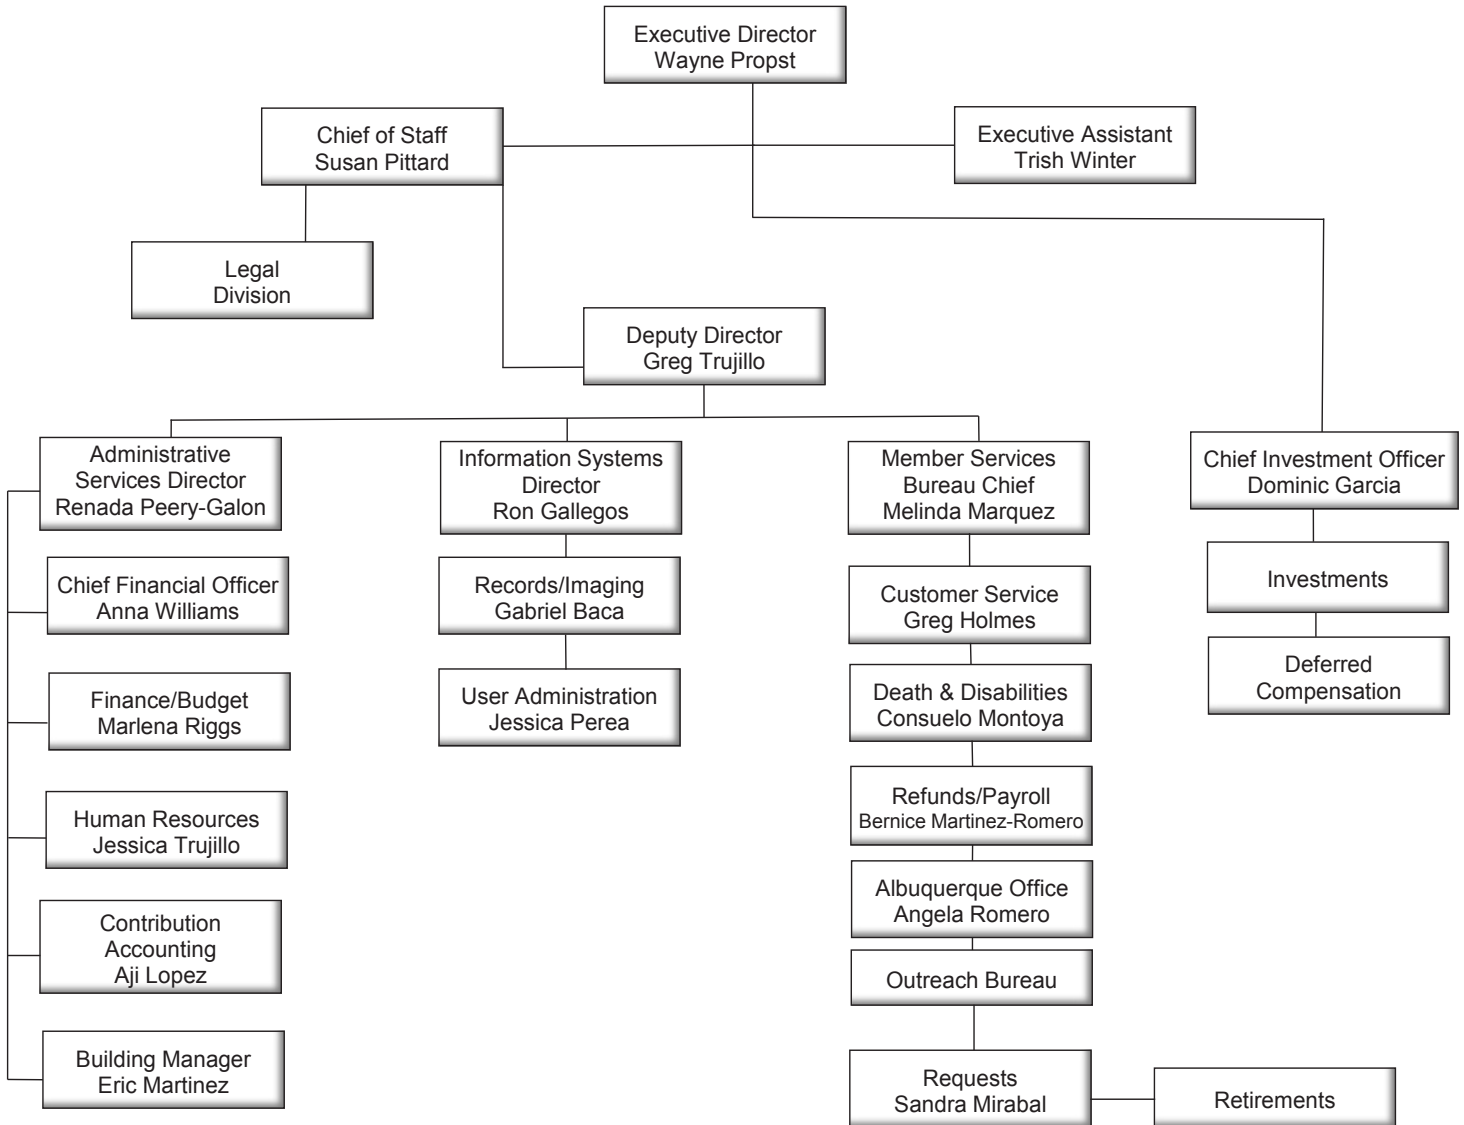 Executive Director
Wayne Propst
Chief of Staff
Susan Pittard
Executive Assistant
Trish Winter
Legal
Division
Deputy Director
Greg Trujillo
Administrative
Services Director
Renada Peery-Galon
Information Systems
Director
Ron Gallegos
Member Services
Bureau Chief
Melinda Marquez
Chief Investment Officer
Dominic Garcia
Chief Financial Officer
Anna Williams
Records/Imaging
Gabriel Baca
Customer Service
Greg Holmes
Investments
Finance/Budget
Marlena Riggs
User Administration
Jessica Perea
Death & Disabilities
Consuelo Montoya
Deferred
Compensation
Human Resources
Jessica Trujillo
Refunds/Payroll
Bernice Martinez-Romero
Contribution
Accounting
Aji Lopez
Albuquerque Office
Angela Romero
Outreach Bureau
Building Manager
Eric Martinez
Requests
Sandra Mirabal
Retirements